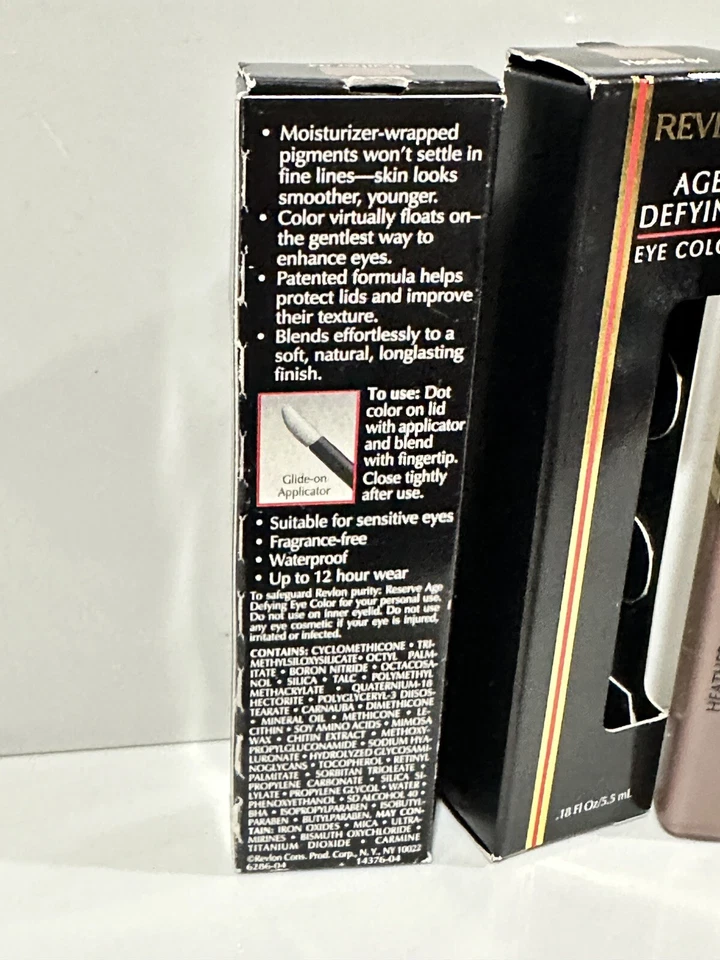 • Moisturizer-wrapped
pigments won't settle in
fine lines—skin looks
smoother, younger.
• Color virtually floats on–
the gentlest way to
enhance eyes.
• Patented formula helps
protect lids and improve
their texture.
• Blends effortlessly to a
soft, natural, longlasting
finish.
To use: Dot
color on lid
with applicator
and blend
with fingertip.
Close tightly
after use.
Glide-on
Applicator
• Suitable for sensitive eyes
• Fragrance-free
• Waterproof
• Up to 12 hour wear
To safeguard Revlon purity: Reserve Age
Defying Eye Color for your personal use.
Do not use on inner eyelid. Do not use
any eye cosmetic if your eye is injured,
irritated or infected.
CONTAINS: CYCLOMETHICONE • TRI-
METHYLSILOXYSILICATE • OCTYL PALM-
ITATE • BORON NITRIDE • OCTACOSA-
NOL • SILICA • TALC • POLYMETHYL
METHACRYLATE • QUATERNIUM-18
HECTORITE • POLYGLYCERYL-3 DIISOS-
TEARATE • CARNAUBA • DIMETHICONE
• MINERAL OIL • METHICONE • LE-
CITHIN • SOY AMINO ACIDS • MIMOSA
WAX • CHITIN EXTRACT • METHOXY-
PROPYLGLUCONAMIDE • SODIUM HYA-
LURONATE • HYDROLYZED GLYCOSAMI-
NOGLYCANS • TOCOPHEROL • RETINYL
PALMITATE • SORBITAN TRIOLEATE •
PROPYLENE CARBONATE • SILICA SI-
LYLATE • PROPYLENE GLYCOL • WATER •
PHENOXYETHANOL • SD ALCOHOL 40 •
BHA • ISOPROPYLPARABEN • ISOBUTYL-
PARABEN • BUTYLPARABEN, MAY CON-
TAIN: IRON OXIDES • MICA • ULTRA-
MARINES • BISMUTH OXYCHLORIDE •
TITANIUM DIOXIDE • CARMINE
©Revlon Cons. Prod. Corp., N. Y., NY 10022
6286-04 14376-04
Heather 04
REVL
AGE
DEFYIN
EYE COLO
.18 Fl Oz/5.5 mL
HEATHER